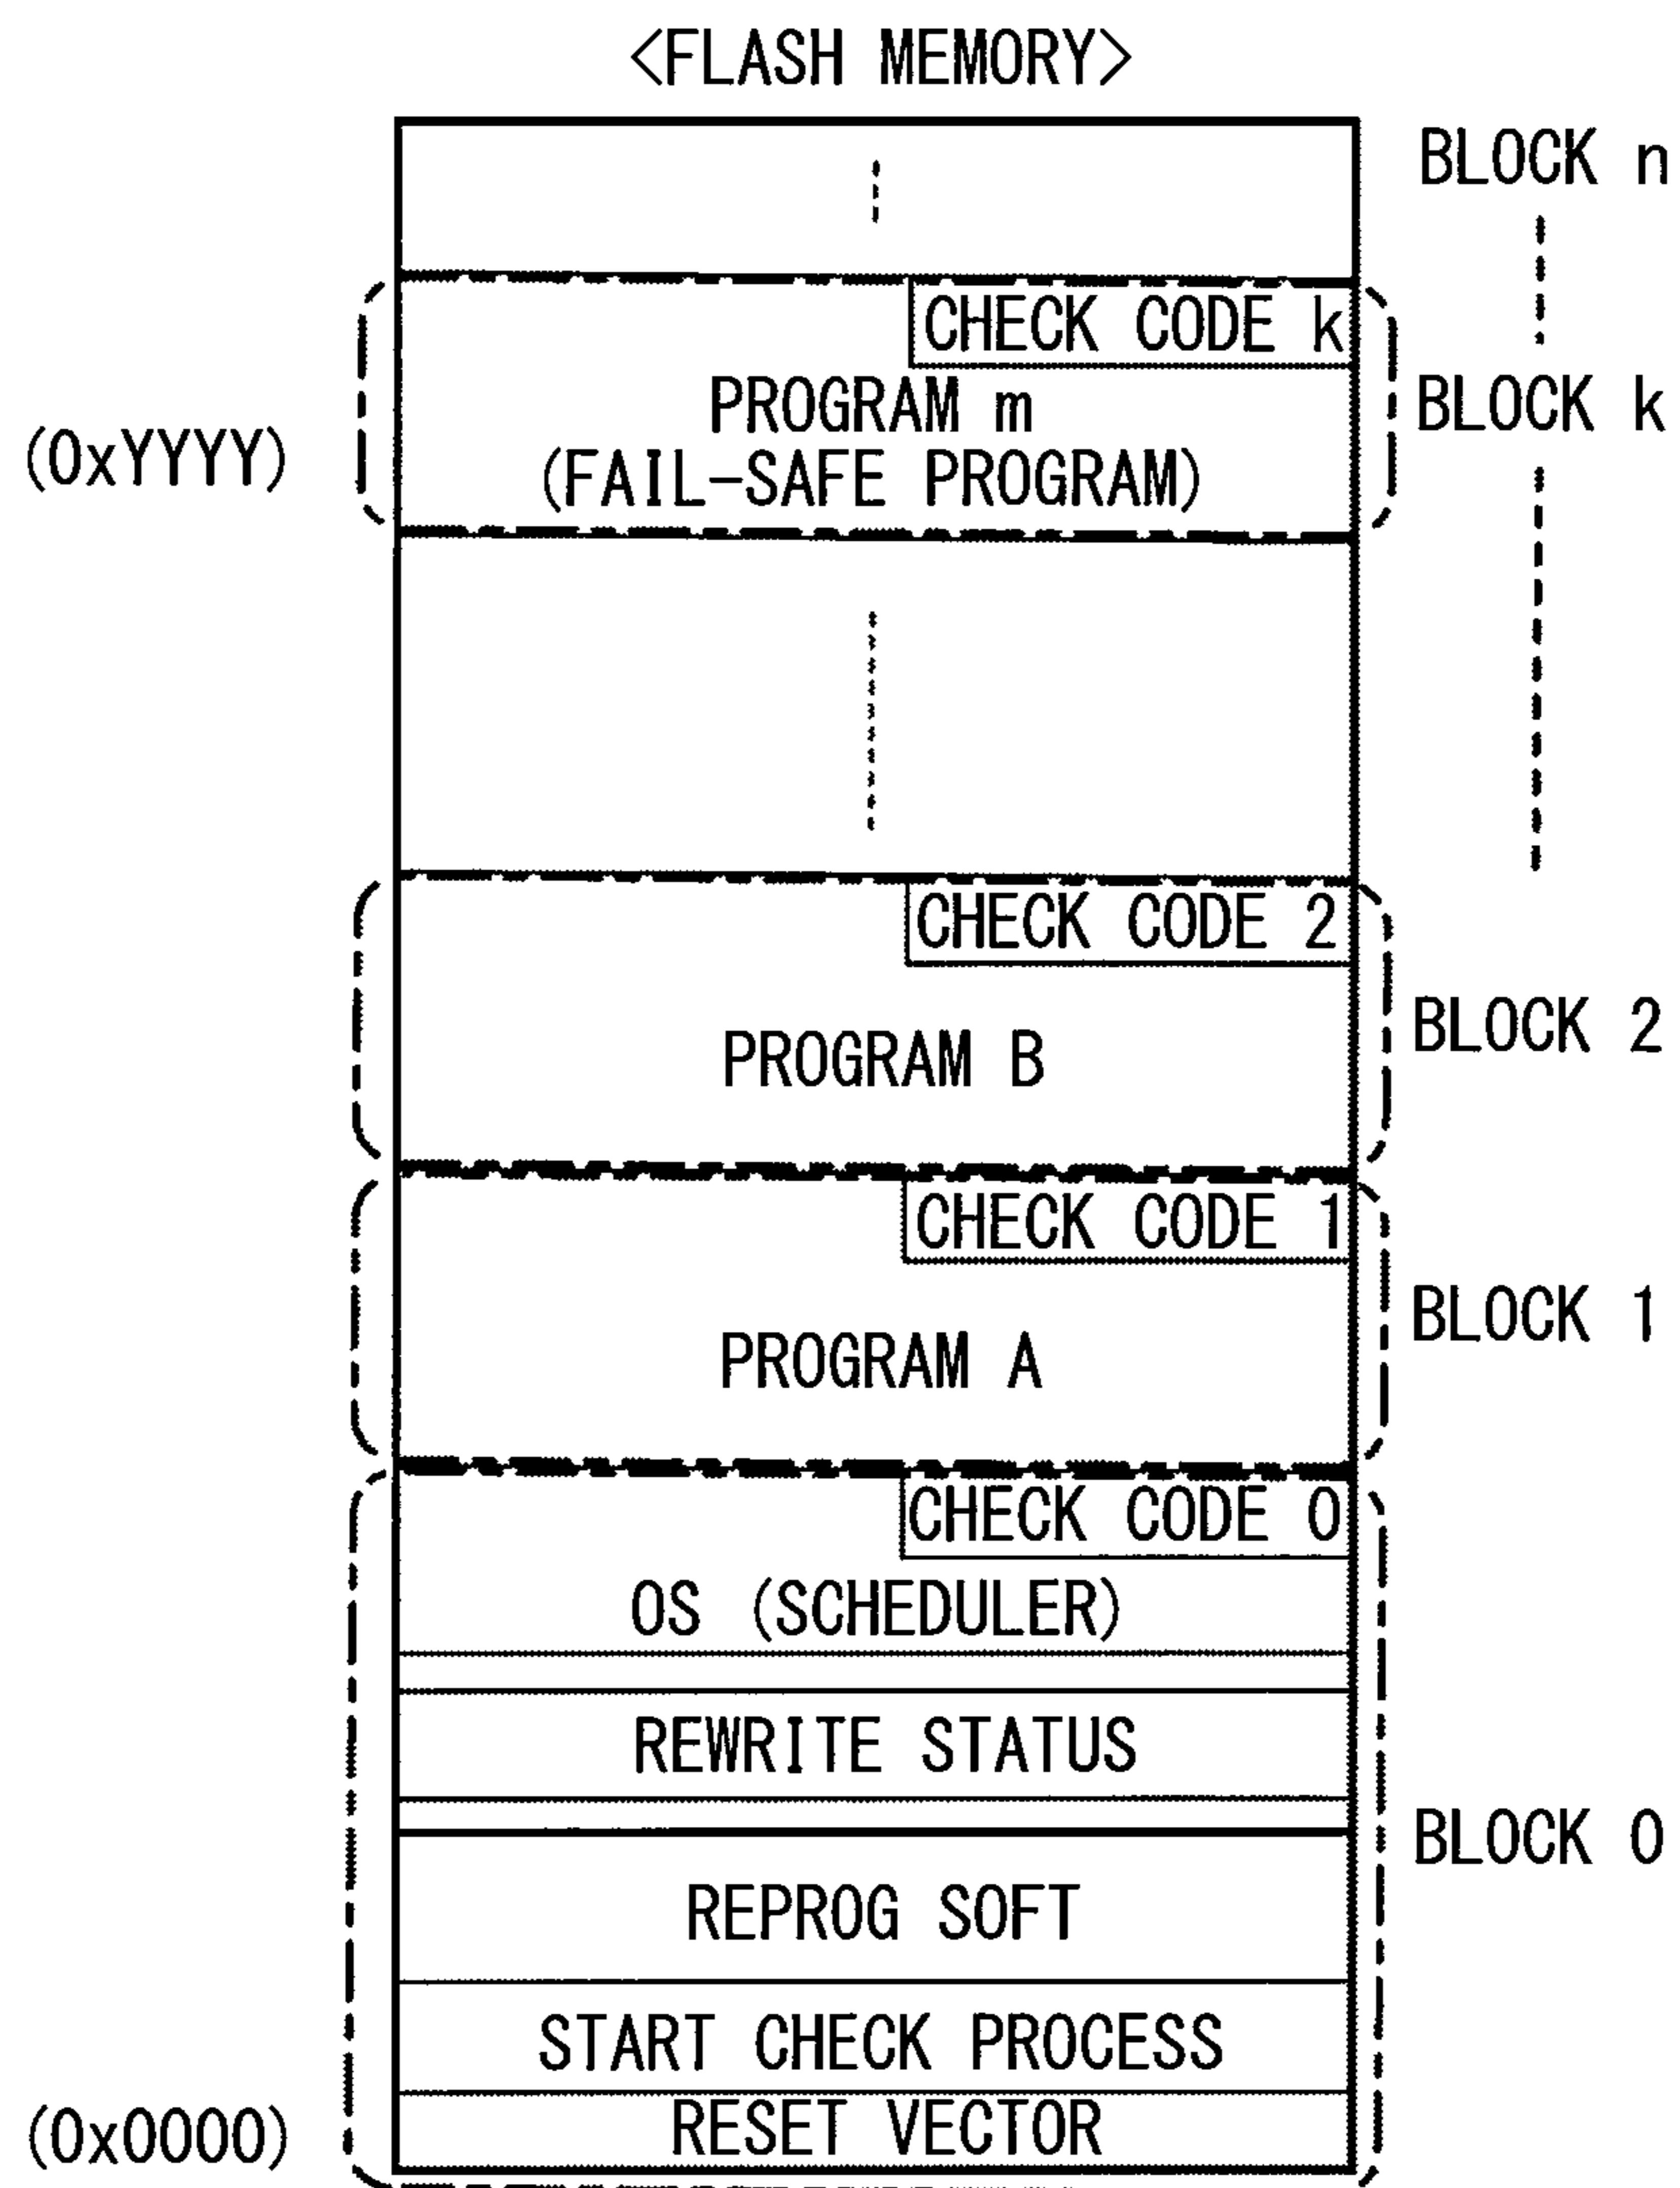 <FLASH MEMORY>
BLOCK n
CHECK CODE k
PROGRAM m
BLOCK k
(0xYYYY)
(FAIL-SAFE PROGRAM)
CHECK CODE 2
BLOCK 2
PROGRAM B
CHECK CODE 1
BLOCK 1
PROGRAM A
CHECK CODE 0
OS (SCHEDULER)
REWRITE STATUS
BLOCK 0
REPROG SOFT
START CHECK PROCESS
RESET VECTOR
(0x0000)